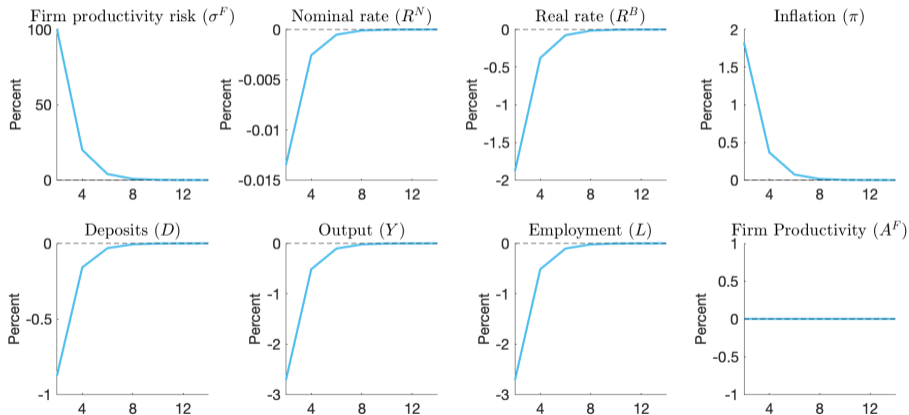 Firm productivity risk (σ^F)
Percent
100
50
0
4 8 12
Nominal rate (R^N)
Percent
0
-0.005
-0.01
-0.015
4 8 12
Real rate (R^B)
Percent
0
-0.5
-1
-1.5
-2
4 8 12
Inflation (π)
Percent
2
1.5
1
0.5
0
4 8 12
Deposits (D)
Percent
0
-0.5
-1
4 8 12
Output (Y)
Percent
0
-1
-2
-3
4 8 12
Employment (L)
Percent
0
-1
-2
-3
4 8 12
Firm Productivity (A^F)
Percent
1
0.5
0
-0.5
-1
4 8 12